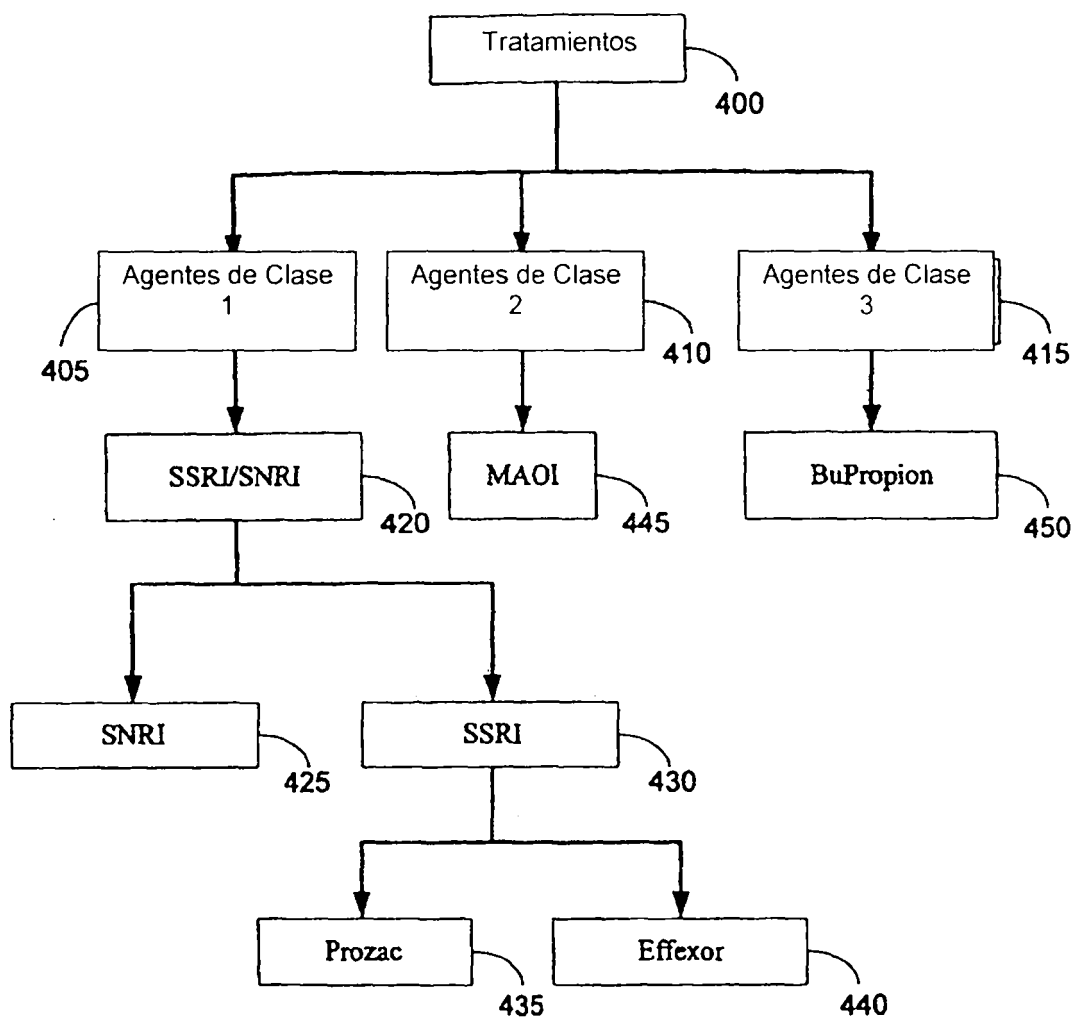 Tratamientos
400
Agentes de Clase
1
405
Agentes de Clase
2
410
Agentes de Clase
3
415
SSRI/SNRI
420
MAOI
445
BuPropion
450
SNRI
425
SSRI
430
Prozac
435
Effexor
440